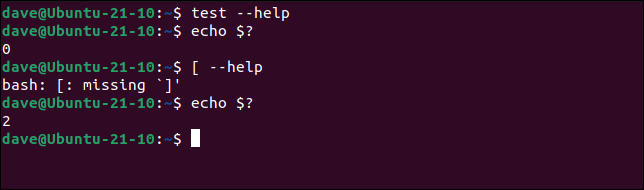 dave@Ubuntu-21-10:~$ test --help
dave@Ubuntu-21-10:~$ echo $?
0
dave@Ubuntu-21-10:~$ [ --help
bash: [: missing `]'
dave@Ubuntu-21-10:~$ echo $?
2
dave@Ubuntu-21-10:~$